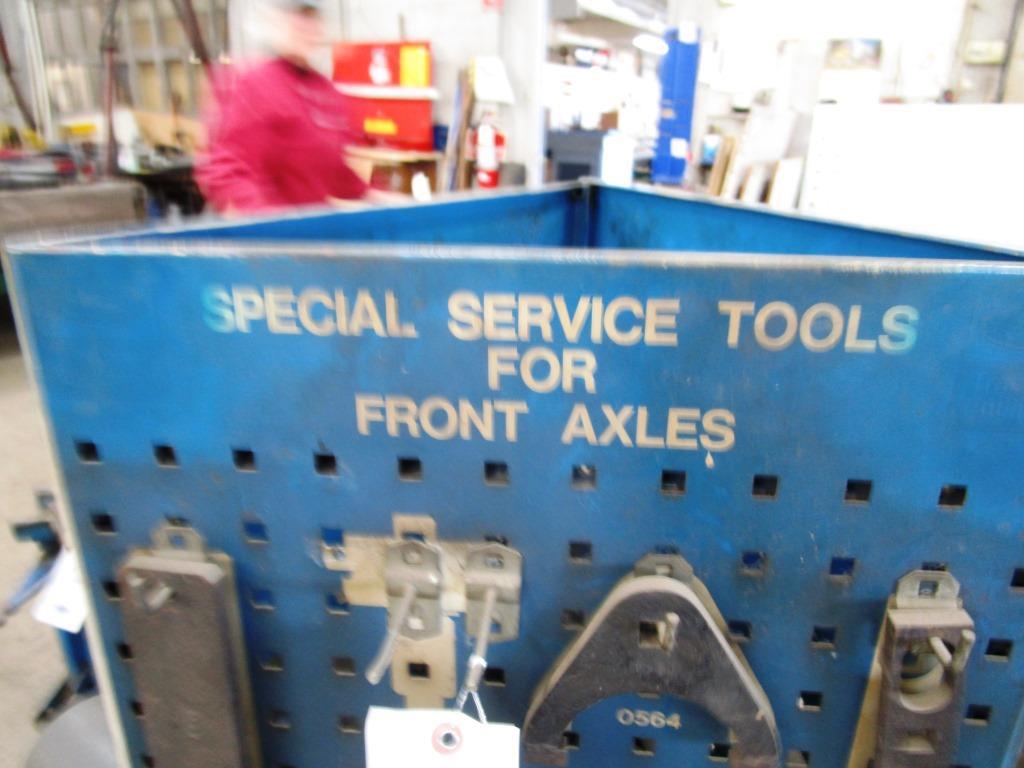 SPECIAL SERVICE TOOLS
FOR
FRONT AXLES
0564